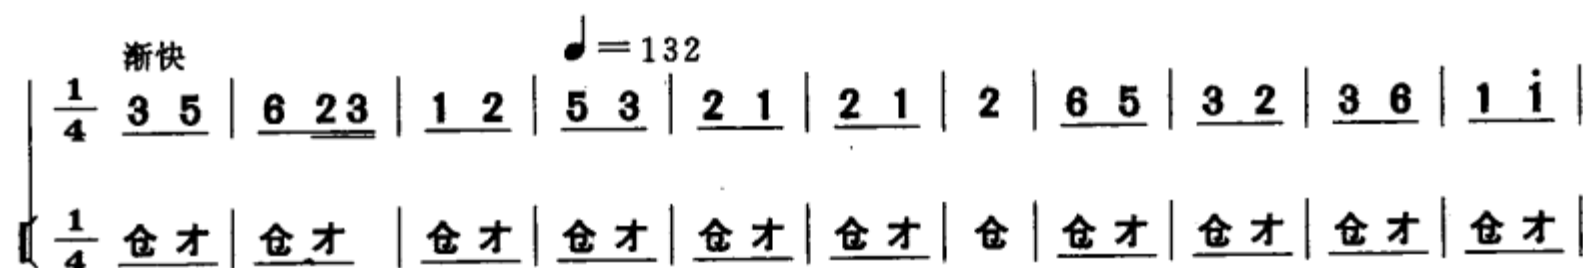 渐快 ♩=132
1/4 3 5 | 6 23 | 1 2 | 5 3 | 2 1 | 2 1 | 2 | 6 5 | 3 2 | 3 6 | 1 i |
1/4 仓 才 | 仓 才 | 仓 才 | 仓 才 | 仓 才 | 仓 才 | 仓 | 仓 才 | 仓 才 | 仓 才 | 仓 才 |